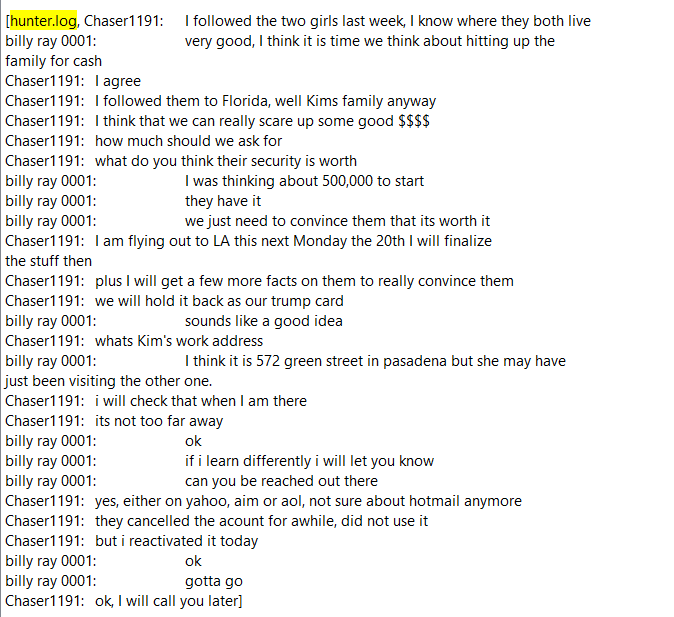 [hunter.log, Chaser1191: I followed the two girls last week, I know where they both live
billy ray 0001: very good, I think it is time we think about hitting up the
family for cash
Chaser1191: I agree
Chaser1191: I followed them to Florida, well Kims family anyway
Chaser1191: I think that we can really scare up some good $$$$
Chaser1191: how much should we ask for
Chaser1191: what do you think their security is worth
billy ray 0001: I was thinking about 500,000 to start
billy ray 0001: they have it
billy ray 0001: we just need to convince them that its worth it
Chaser1191: I am flying out to LA this next Monday the 20th I will finalize
the stuff then
Chaser1191: plus I will get a few more facts on them to really convince them
Chaser1191: we will hold it back as our trump card
billy ray 0001: sounds like a good idea
Chaser1191: whats Kim's work address
billy ray 0001: I think it is 572 green street in pasadena but she may have
just been visiting the other one.
Chaser1191: i will check that when I am there
Chaser1191: its not too far away
billy ray 0001: ok
billy ray 0001: if i learn differently i will let you know
billy ray 0001: can you be reached out there
Chaser1191: yes, either on yahoo, aim or aol, not sure about hotmail anymore
Chaser1191: they cancelled the acount for awhile, did not use it
Chaser1191: but i reactivated it today
billy ray 0001: ok
billy ray 0001: gotta go
Chaser1191: ok, I will call you later]